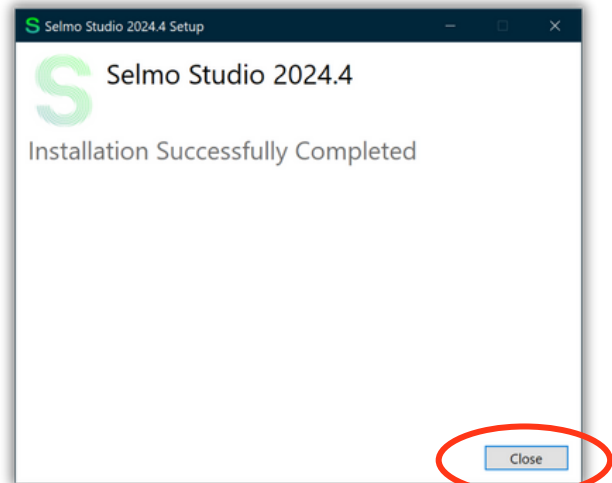 S Selmo Studio 2024.4 Setup
S Selmo Studio 2024.4
Installation Successfully Completed
Close